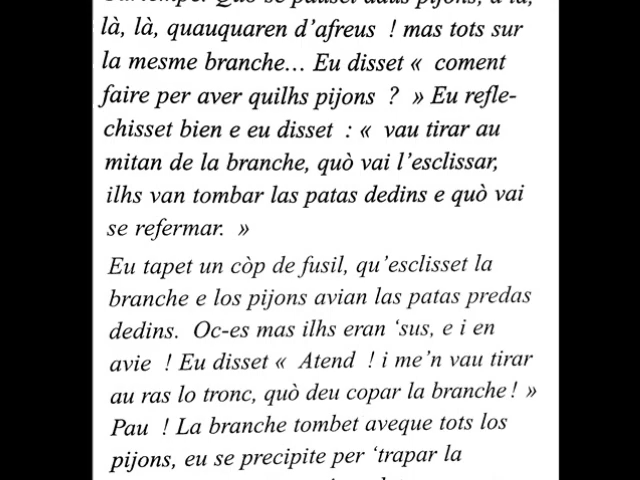 là, là, quauquaren d’afreus ! mas tots sur
la mesme branche... Eu disset « coment
faire per aver quilhs pijons ? » Eu refle-
chisset bien e eu disset : « vau tirar au
mitan de la branche, quò vai l’esclissar,
ilhs van tombar las patas dedins e quò vai
se refermar. »
Eu tapet un còp de fusil, qu’esclisset la
branche e los pijons avian las patas predas
dedins. Oc-es mas ilhs eran ‘sus, e i en
avie ! Eu disset « Atend ! i me’n vau tirar
au ras lo tronc, quò deu copar la branche ! »
Pau ! La branche tombet aveque tots los
pijons, eu se precipite per ‘trapar la